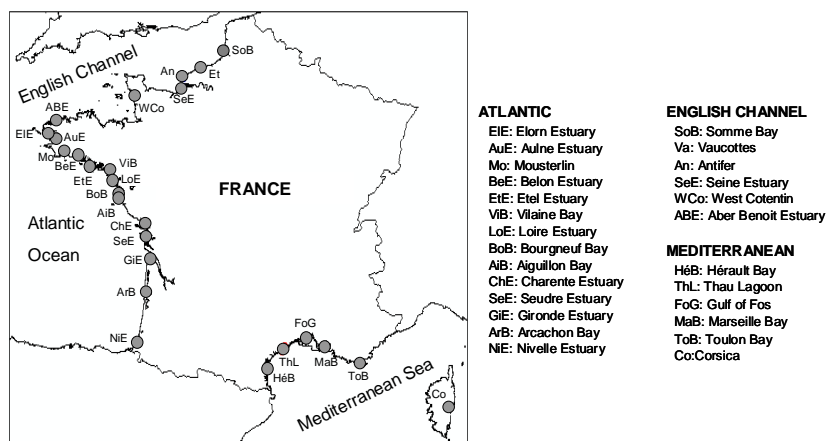 SoB
Et
An
SeE
WCo
English Channel
ABE
ElE
AuE
Mo
BeE
EtE
ViB
LoE
BoB
AiB
ChE
SeE
GiE
ArB
NiE
FRANCE
Atlantic
Ocean
FoG
ThL
MaB
HéB
ToB
Mediterranean Sea
Co
ATLANTIC
ElE: Elorn Estuary
AuE: Aulne Estuary
Mo: Mousterlin
BeE: Belon Estuary
EtE: Etel Estuary
ViB: Vilaine Bay
LoE: Loire Estuary
BoB: Bourgneuf Bay
AiB: Aiguillon Bay
ChE: Charente Estuary
SeE: Seudre Estuary
GiE: Gironde Estuary
ArB: Arcachon Bay
NiE: Nivelle Estuary
ENGLISH CHANNEL
SoB: Somme Bay
Va: Vaucottes
An: Antifer
SeE: Seine Estuary
WCo: West Cotentin
ABE: Aber Benoit Estuary
MEDITERRANEAN
HéB: Hérault Bay
ThL: Thau Lagoon
FoG: Gulf of Fos
MaB: Marseille Bay
ToB: Toulon Bay
Co:Corsica